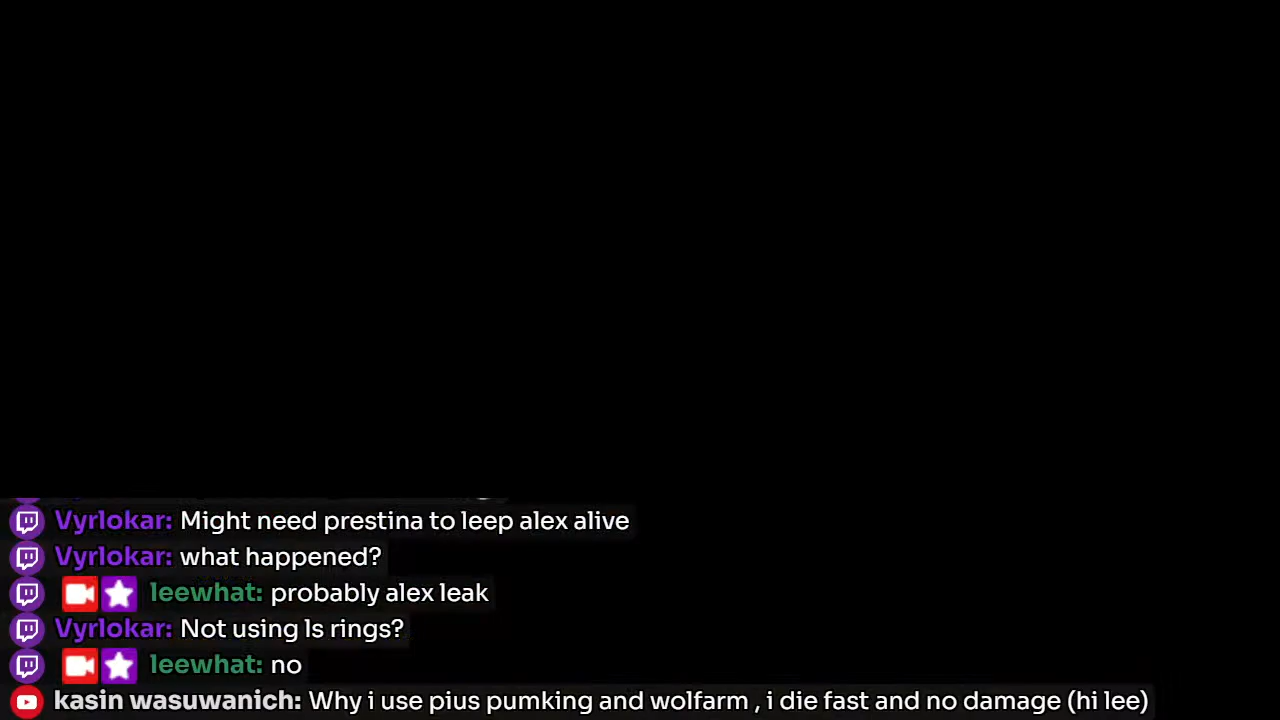 Vyrlokar: Might need prestina to leep alex alive
Vyrlokar: what happened?
leewhat: probably alex leak
Vyrlokar: Not using ls rings?
leewhat: no
kasin wasuwanich: Why i use pius pumking and wolfarm , i die fast and no damage (hi lee)